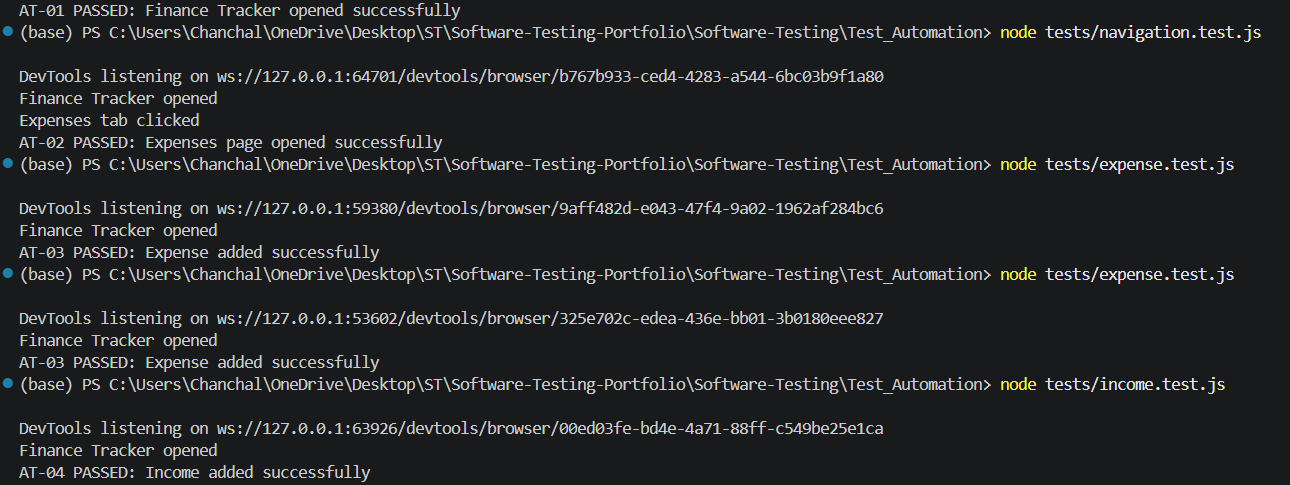 AT-01 PASSED: Finance Tracker opened successfully
(base) PS C:\Users\Chanchal\OneDrive\Desktop\ST\Software-Testing-Portfolio\Software-Testing\Test_Automation> node tests/navigation.test.js
DevTools listening on ws://127.0.0.1:64701/devtools/browser/b767b933-ced4-4283-a544-6bc03b9f1a80
Finance Tracker opened
Expenses tab clicked
AT-02 PASSED: Expenses page opened successfully
(base) PS C:\Users\Chanchal\OneDrive\Desktop\ST\Software-Testing-Portfolio\Software-Testing\Test_Automation> node tests/expense.test.js
DevTools listening on ws://127.0.0.1:59380/devtools/browser/9aff482d-e043-47f4-9a02-1962af284bc6
Finance Tracker opened
AT-03 PASSED: Expense added successfully
(base) PS C:\Users\Chanchal\OneDrive\Desktop\ST\Software-Testing-Portfolio\Software-Testing\Test_Automation> node tests/expense.test.js
DevTools listening on ws://127.0.0.1:53602/devtools/browser/325e702c-edea-436e-bb01-3b0180eee827
Finance Tracker opened
AT-03 PASSED: Expense added successfully
(base) PS C:\Users\Chanchal\OneDrive\Desktop\ST\Software-Testing-Portfolio\Software-Testing\Test_Automation> node tests/income.test.js
DevTools listening on ws://127.0.0.1:63926/devtools/browser/00ed03fe-bd4e-4a71-88ff-c549be25e1ca
Finance Tracker opened
AT-04 PASSED: Income added successfully